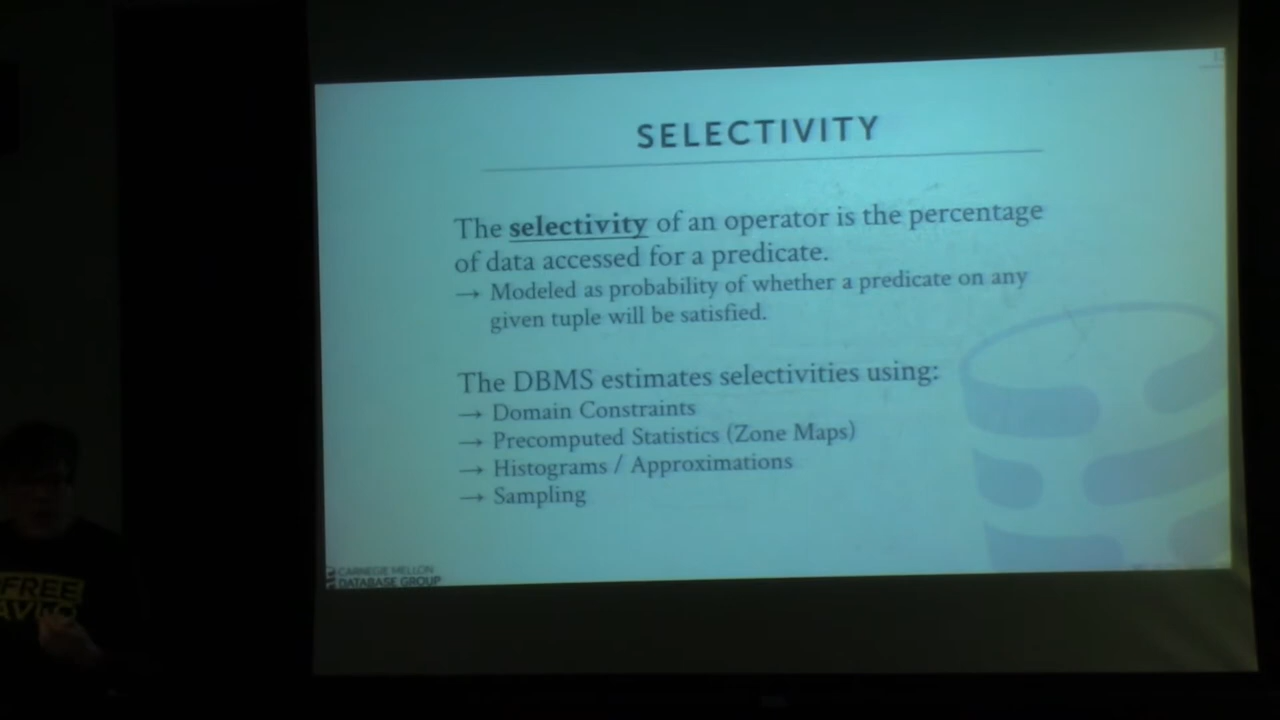 SELECTIVITY
The selectivity of an operator is the percentage
of data accessed for a predicate.
→ Modeled as probability of whether a predicate on any
given tuple will be satisfied.
The DBMS estimates selectivities using:
→ Domain Constraints
→ Precomputed Statistics (Zone Maps)
→ Histograms / Approximations
→ Sampling
CARNEGIE MELLON
DATABASE GROUP
FREE